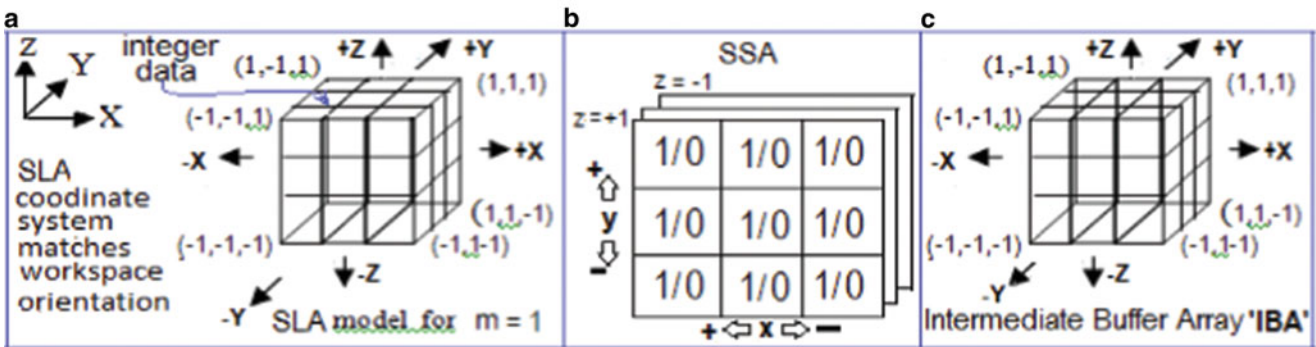 a
Z
Y
X
integer
data
(1,-1,1)
+Z
+Y
(1,1,1)
(-1,-1,1)
-X
+X
SLA
coodinate
system
matches
workspace
orientation
(1,1,-1)
(-1,-1,-1)
(-1,1-1)
-Z
-Y
SLA model for m = 1
b
SSA
z = -1
z = +1
1/0 1/0 1/0
+
1/0 1/0 1/0
y
-
1/0 1/0 1/0
+ x -
c
+Z
+Y
(1,-1,1)
(1,1,1)
(-1,-1,1)
-X
+X
(1,1,-1)
(-1,-1,-1)
(-1,1-1)
-Z
-Y
Intermediate Buffer Array 'IBA'